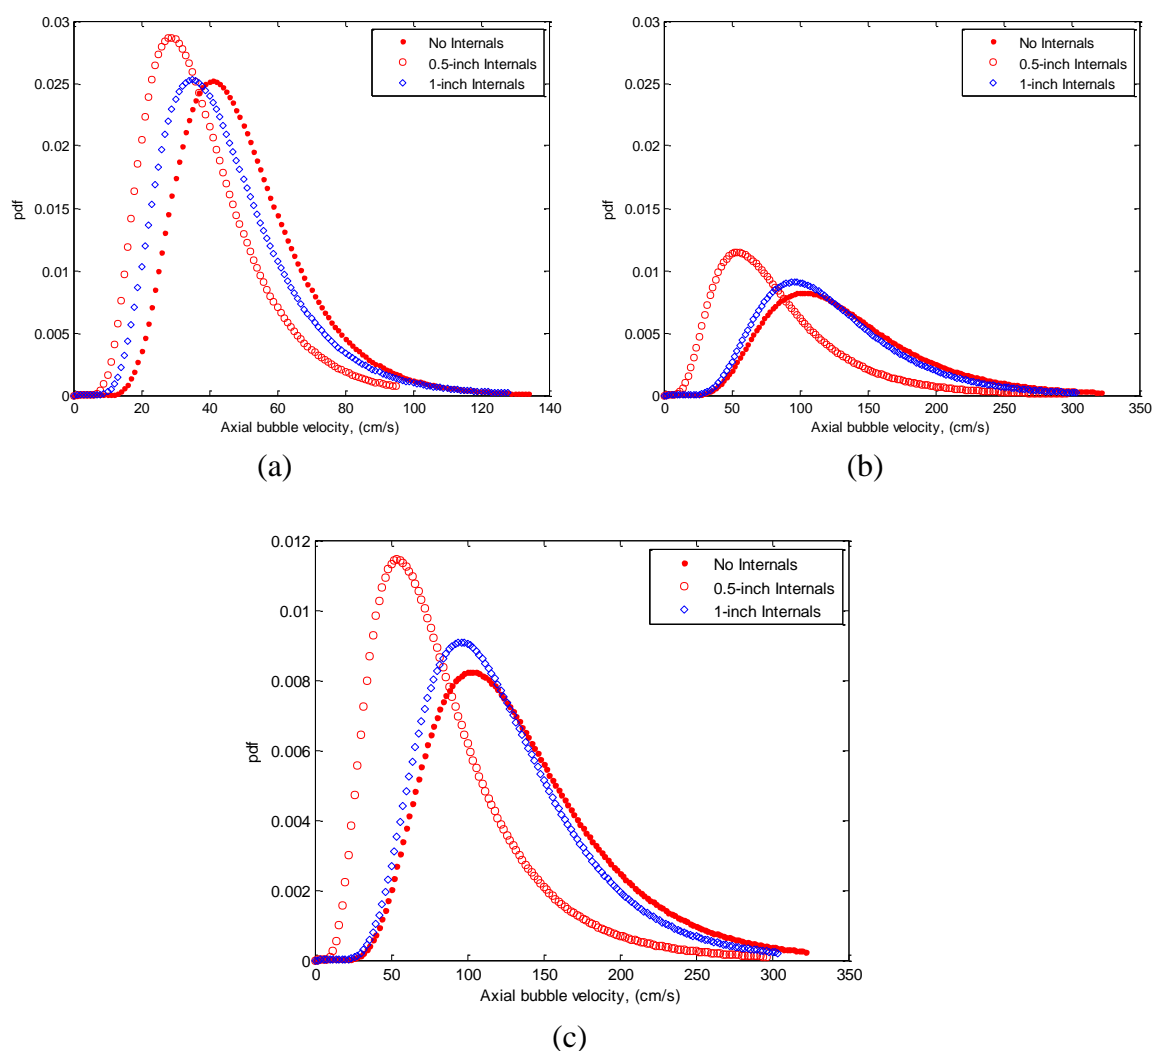 0.03
0.025
0.02
0.015
0.01
0.005
0
pdf
0 20 40 60 80 100 120 140
Axial bubble velocity, (cm/s)
No Internals
0.5-inch Internals
1-inch Internals
(a)
0.03
0.025
0.02
0.015
0.01
0.005
0
pdf
0 50 100 150 200 250 300 350
Axial bubble velocity, (cm/s)
No Internals
0.5-inch Internals
1-inch Internals
(b)
0.012
0.01
0.008
0.006
0.004
0.002
0
pdf
0 50 100 150 200 250 300 350
Axial bubble velocity, (cm/s)
No Internals
0.5-inch Internals
1-inch Internals
(c)